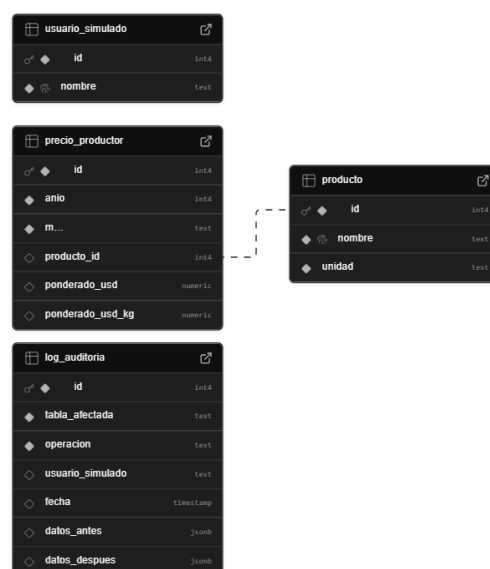 usuario_simulado
id int4
nombre text
precio_productor
id int4
anio int4
m... text
producto_id int4
ponderado_usd numeric
ponderado_usd_kg numeric
producto
id int4
nombre text
unidad text
log_auditoria
id int4
tabla_afectada text
operacion text
usuario_simulado text
fecha timestamp
datos_antes jsonb
datos_despues jsonb